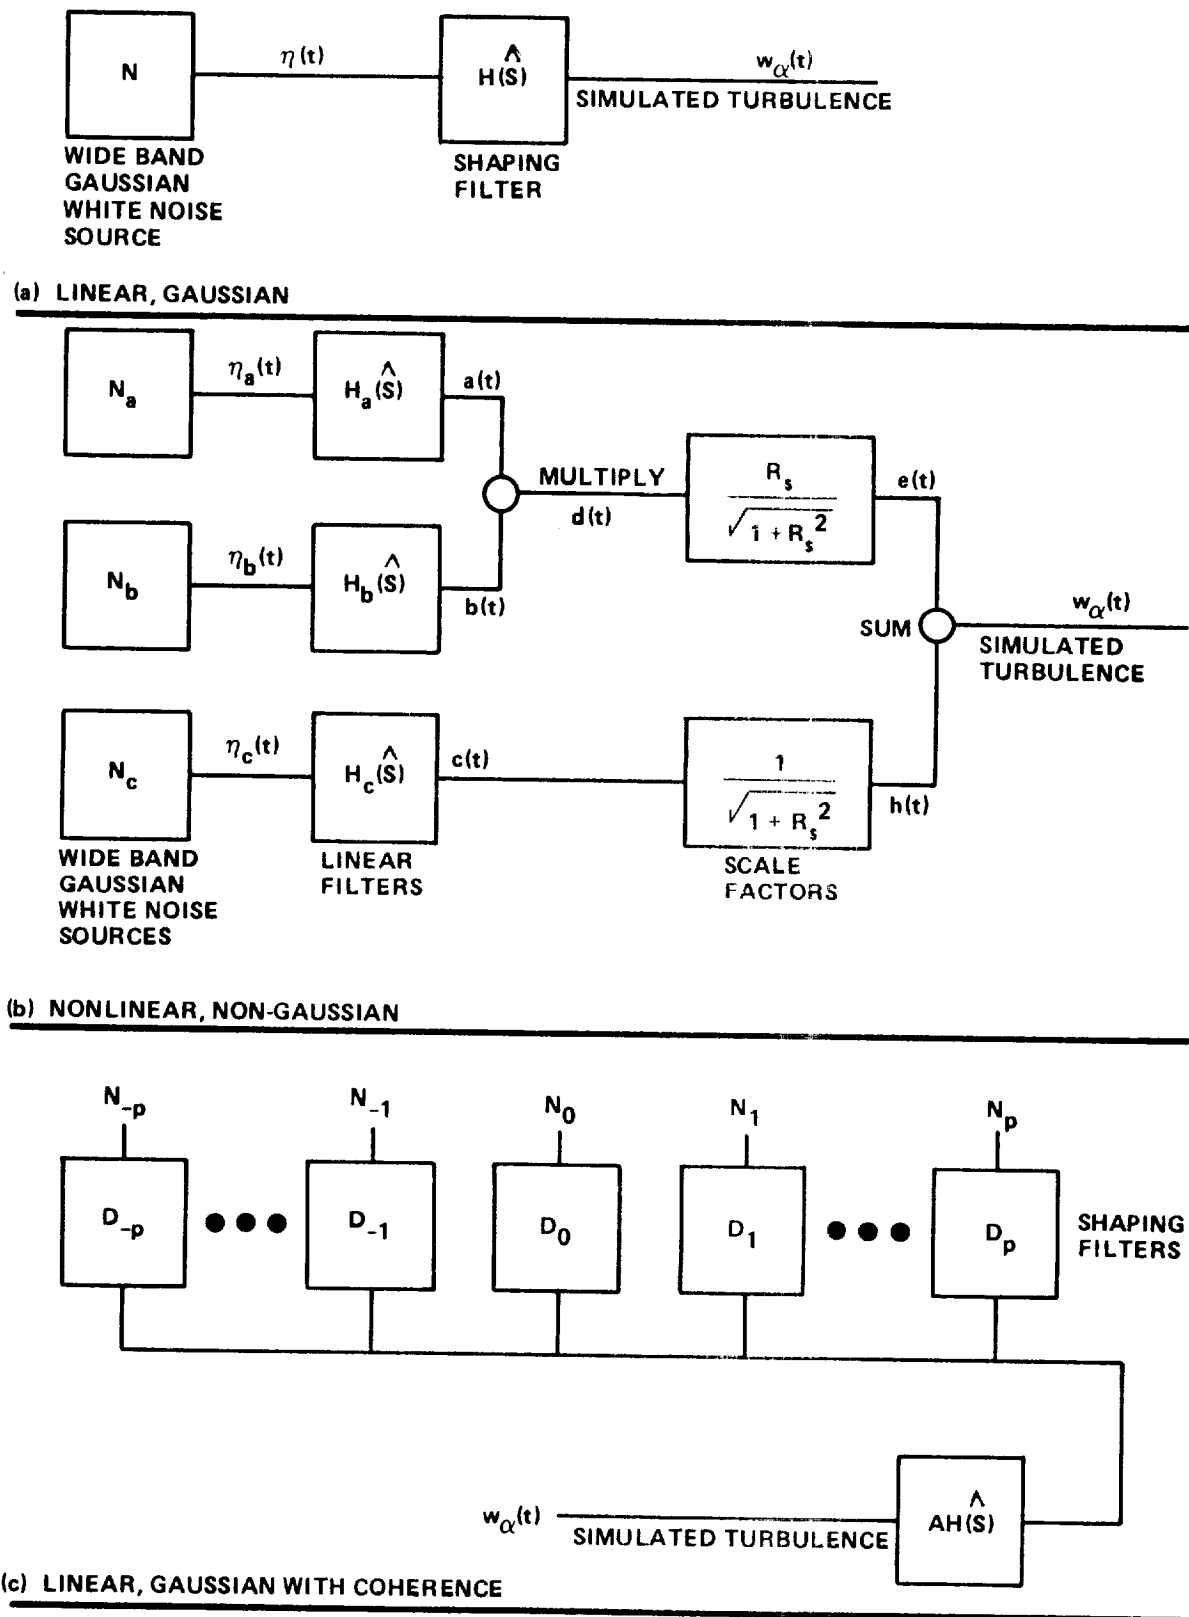 N
η(t)
H(Ŝ)
w_α(t)
SIMULATED TURBULENCE
WIDE BAND
GAUSSIAN
WHITE NOISE
SOURCE
SHAPING
FILTER
(a) LINEAR, GAUSSIAN
N_a
η_a(t)
H_a(Ŝ)
a(t)
MULTIPLY
d(t)
R_s
√1 + R_s²
e(t)
N_b
η_b(t)
H_b(Ŝ)
b(t)
SUM
w_α(t)
SIMULATED
TURBULENCE
N_c
η_c(t)
H_c(Ŝ)
c(t)
1
√1 + R_s²
h(t)
WIDE BAND
GAUSSIAN
WHITE NOISE
SOURCES
LINEAR
FILTERS
SCALE
FACTORS
(b) NONLINEAR, NON-GAUSSIAN
N_-p
N_-1
N_0
N_1
N_p
D_-p
D_-1
D_0
D_1
D_p
SHAPING
FILTERS
w_α(t)
SIMULATED TURBULENCE
AH(Ŝ)
(c) LINEAR, GAUSSIAN WITH COHERENCE